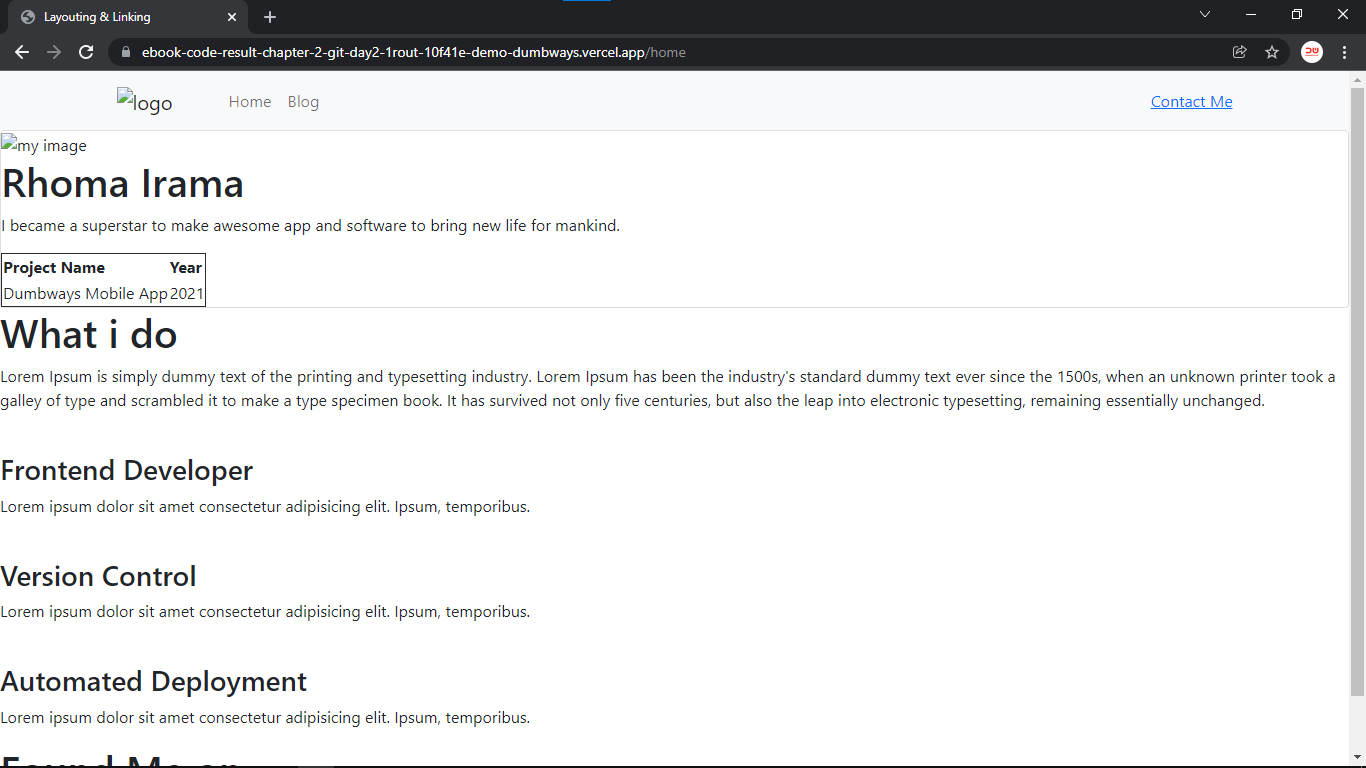 Layouting & Linking
ebook-code-result-chapter-2-git-day2-1rout-10f41e-demo-dumbways.vercel.app/home
logo Home Blog Contact Me
my image
Rhoma Irama
I became a superstar to make awesome app and software to bring new life for mankind.
Project Name Year
Dumbways Mobile App 2021
What i do
Lorem Ipsum is simply dummy text of the printing and typesetting industry. Lorem Ipsum has been the industry's standard dummy text ever since the 1500s, when an unknown printer took a
galley of type and scrambled it to make a type specimen book. It has survived not only five centuries, but also the leap into electronic typesetting, remaining essentially unchanged.
Frontend Developer
Lorem ipsum dolor sit amet consectetur adipisicing elit. Ipsum, temporibus.
Version Control
Lorem ipsum dolor sit amet consectetur adipisicing elit. Ipsum, temporibus.
Automated Deployment
Lorem ipsum dolor sit amet consectetur adipisicing elit. Ipsum, temporibus.
Found Me on